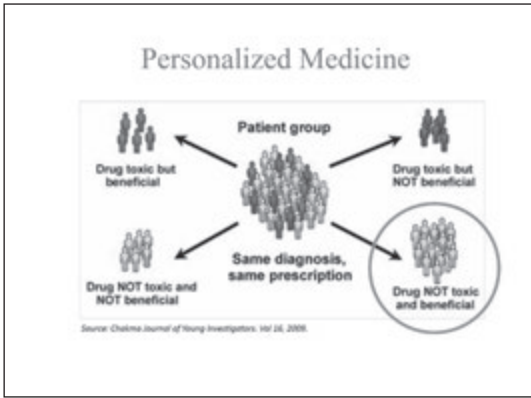 Personalized Medicine
Patient group
Drug toxic but
beneficial
Drug toxic but
NOT beneficial
Same diagnosis,
same prescription
Drug NOT toxic and
NOT beneficial
Drug NOT toxic
and beneficial
Source: Chakma Journal of Young Investigators. Vol 16, 2009.